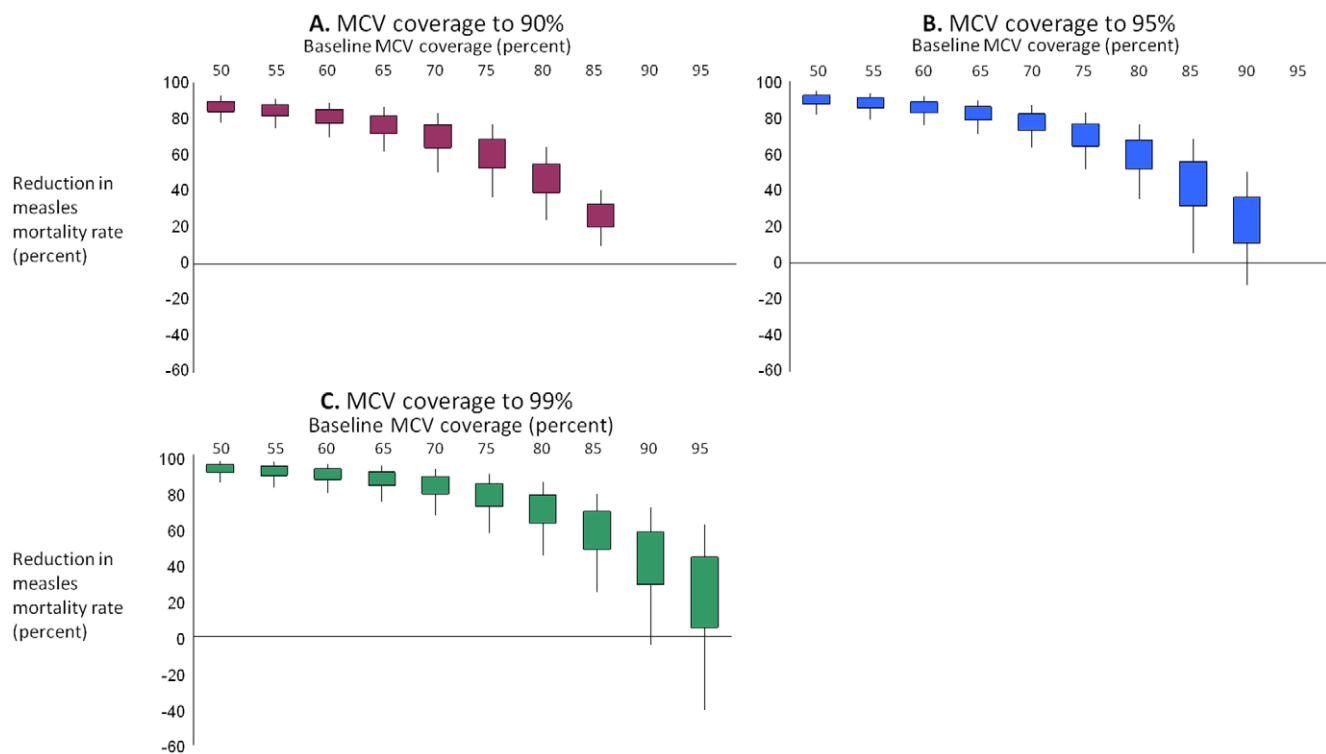 A. MCV coverage to 90%
Baseline MCV coverage (percent)
50 55 60 65 70 75 80 85 90 95
100
80
60
40
20
0
-20
-40
-60
Reduction in
measles
mortality rate
(percent)
B. MCV coverage to 95%
Baseline MCV coverage (percent)
50 55 60 65 70 75 80 85 90 95
100
80
60
40
20
0
-20
-40
-60
C. MCV coverage to 99%
Baseline MCV coverage (percent)
50 55 60 65 70 75 80 85 90 95
100
80
60
40
20
0
-20
-40
-60
Reduction in
measles
mortality rate
(percent)